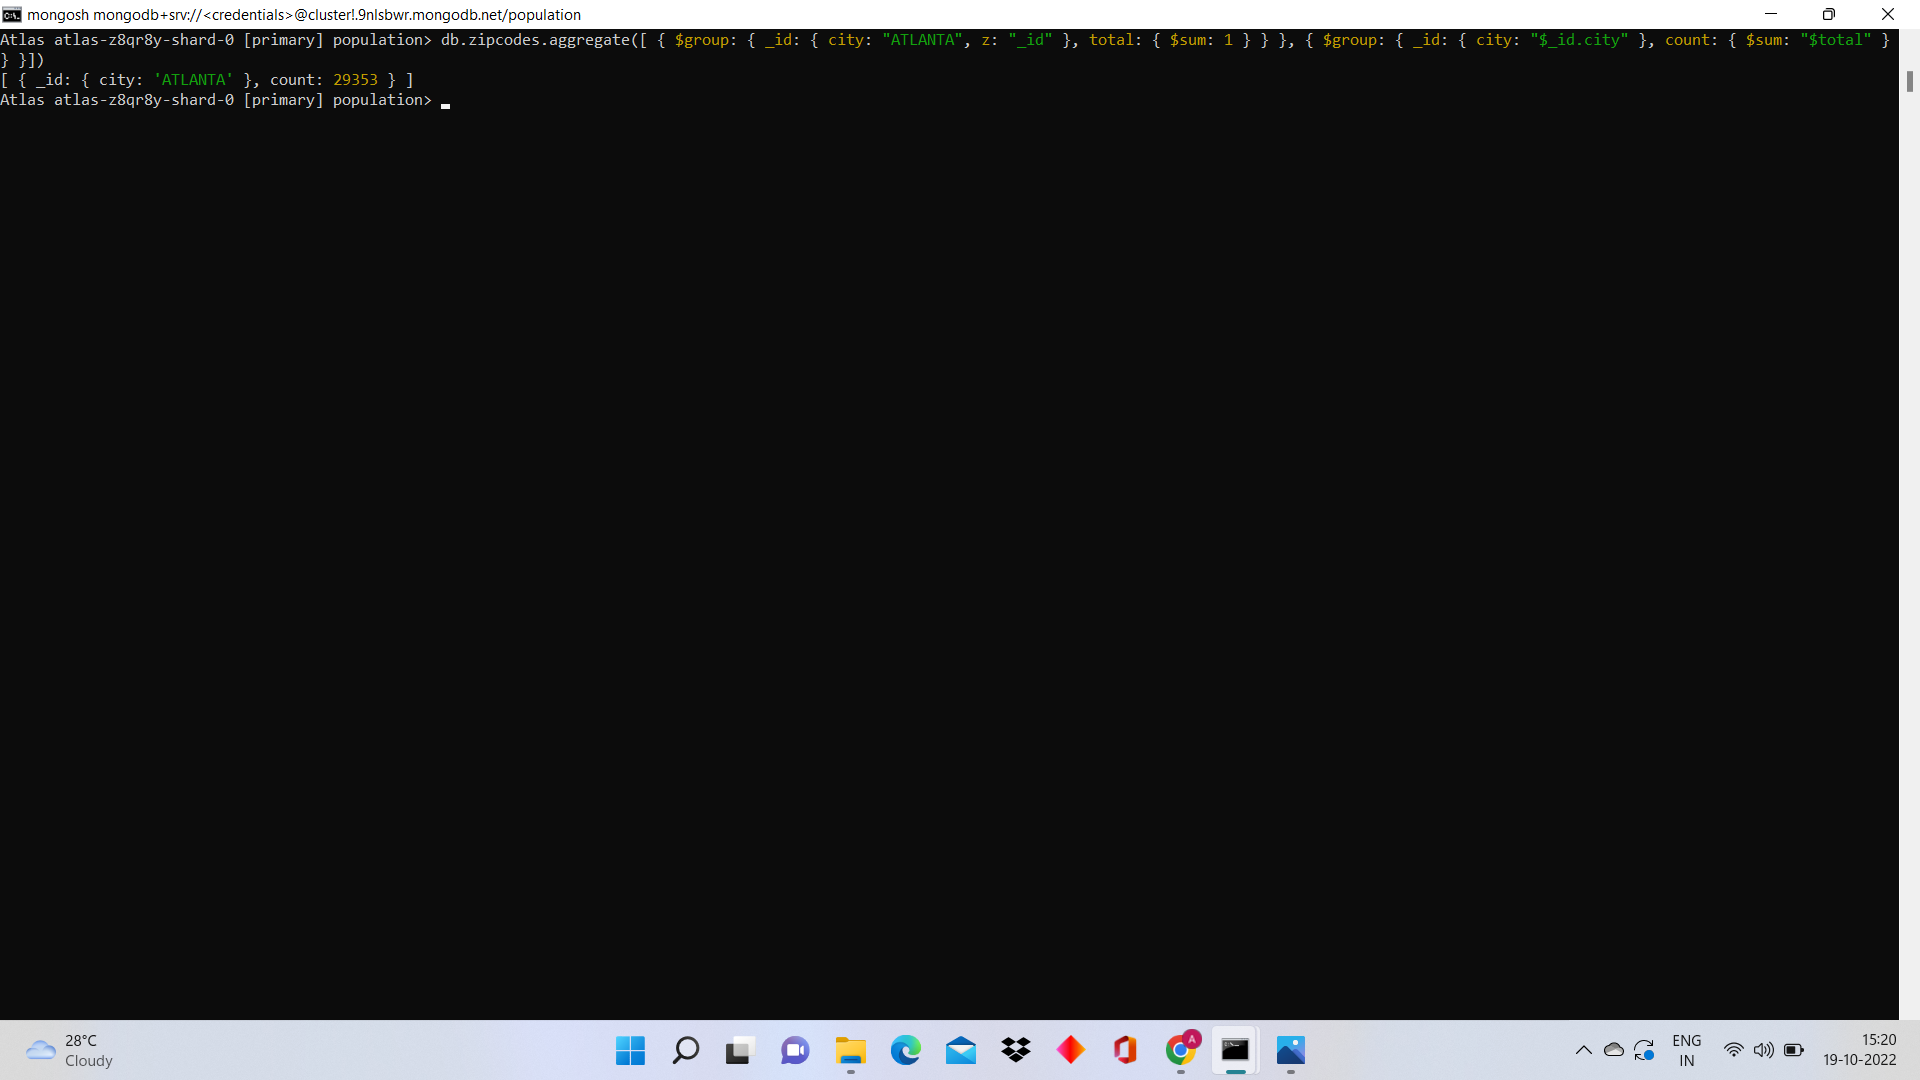 mongosh mongodb+srv://<credentials>@cluster!.9nlsbwr.mongodb.net/population
Atlas atlas-z8qr8y-shard-0 [primary] population> db.zipcodes.aggregate([ { $group: { _id: { city: "ATLANTA", z: "_id" }, total: { $sum: 1 } } }, { $group: { _id: { city: "$_id.city" }, count: { $sum: "$total" }
} }])
[ { _id: { city: 'ATLANTA' }, count: 29353 } ]
Atlas atlas-z8qr8y-shard-0 [primary] population>
28°C
Cloudy
A
ENG
IN
15:20
19-10-2022